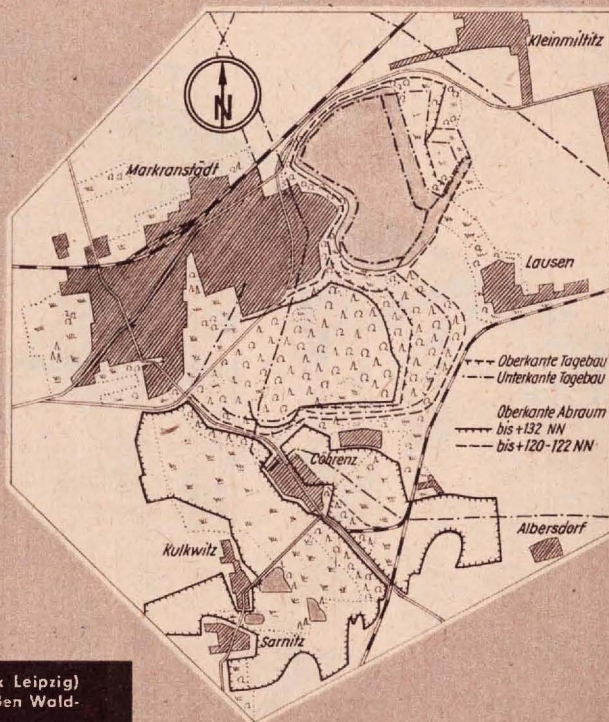 Kleinmiltitz
N
Markranstädt
Lausen
Oberkante Tagebau
Unterkante Tagebau
Oberkante Abraum
bis +132 NN
bis +120-122 NN
Göhrenz
Albersdorf
Kulkwitz
Sarnitz
k Leipzig)
ßen Wald-